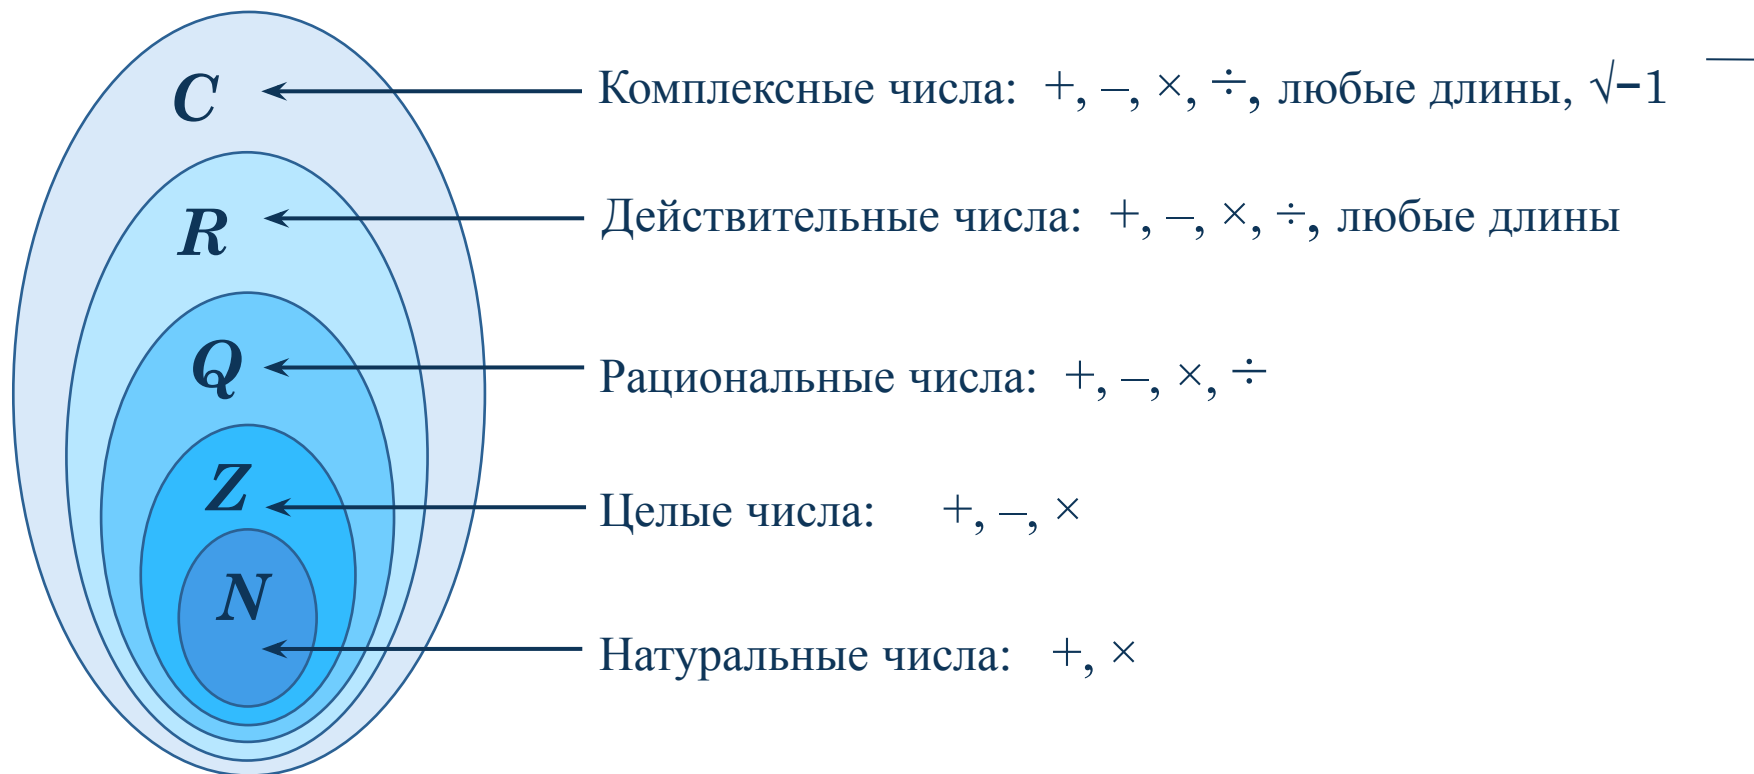 C
Комплексные числа: +, –, ×, ÷, любые длины, √−1
R
Действительные числа: +, –, ×, ÷, любые длины
Q
Рациональные числа: +, –, ×, ÷
Z
Целые числа: +, –, ×
N
Натуральные числа: +, ×